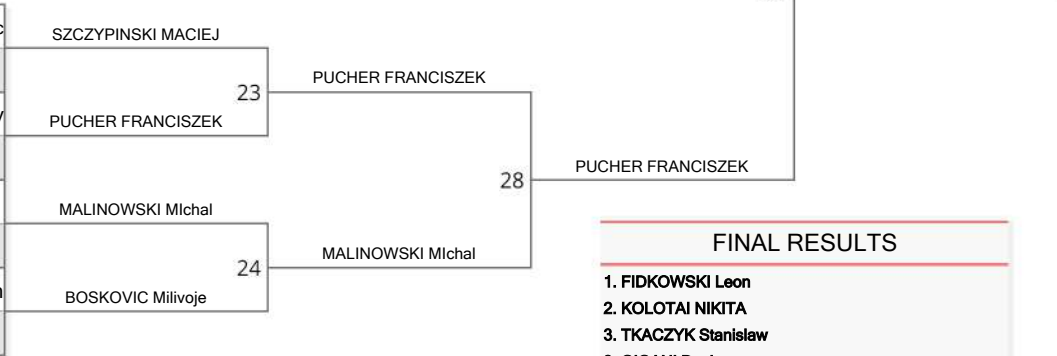 SZCZYPINSKI MACIEJ
PUCHER FRANCISZEK
23
PUCHER FRANCISZEK
PUCHER FRANCISZEK
28
MALINOWSKI MIchal
MALINOWSKI MIchal
24
BOSKOVIC Milivoje
FINAL RESULTS
1. FIDKOWSKI Leon
2. KOLOTAI NIKITA
3. TKACZYK Stanislaw